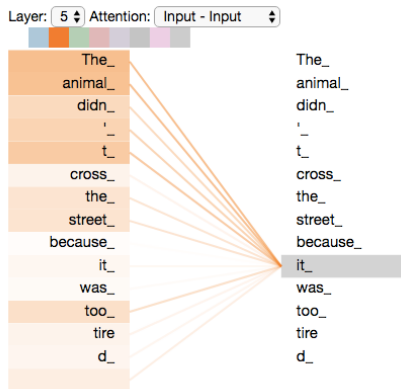 Layer: 5 Attention: Input - Input
The_ The_
animal_ animal_
didn_ didn_
'_ '_
t_ t_
cross_ cross_
the_ the_
street_ street_
because_ because_
it_ it_
was_ was_
too_ too_
tire tire
d_ d_